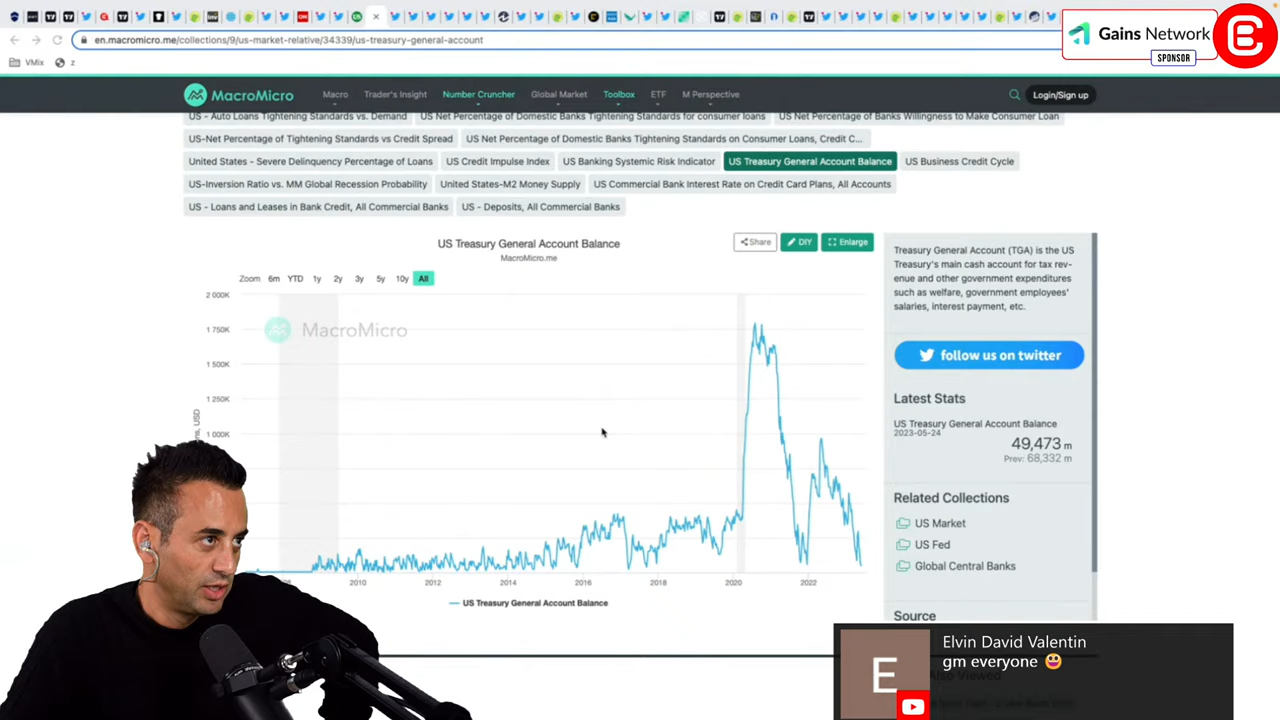 en.macromicro.me/collections/9/us-market-relative/34339/us-treasury-general-account
Gains Network
SPONSOR
VMix
z
MacroMicro
Macro
Trader's Insight
Number Cruncher
Global Market
Toolbox
ETF
M Perspective
Login/Sign up
US - Auto Loans Tightening Standards vs. Demand
US Net Percentage of Domestic Banks Tightening Standards for consumer loans
US Net Percentage of Banks Willingness to Make Consumer Loan
US-Net Percentage of Tightening Standards vs Credit Spread
US Net Percentage of Domestic Banks Tightening Standards on Consumer Loans, Credit C...
United States - Severe Delinquency Percentage of Loans
US Credit Impulse Index
US Banking Systemic Risk Indicator
US Treasury General Account Balance
US Business Credit Cycle
US-Inversion Ratio vs. MM Global Recession Probability
United States-M2 Money Supply
US Commercial Bank Interest Rate on Credit Card Plans, All Accounts
US - Loans and Leases in Bank Credit, All Commercial Banks
US - Deposits, All Commercial Banks
US Treasury General Account Balance
MacroMicro.me
Share
DIY
Enlarge
Zoom
6m
YTD
1y
2y
3y
5y
10y
All
2 000K
1 750K
1 500K
1 250K
1 000K
USD
MacroMicro
2010
2012
2014
2016
2018
2020
2022
US Treasury General Account Balance
Treasury General Account (TGA) is the US
Treasury's main cash account for tax rev-
enue and other government expenditures
such as welfare, government employees'
salaries, interest payment, etc.
follow us on twitter
Latest Stats
US Treasury General Account Balance
2023-05-24
49,473 m
Prev: 68,332 m
Related Collections
US Market
US Fed
Global Central Banks
Source
E
Elvin David Valentin
gm everyone 😀